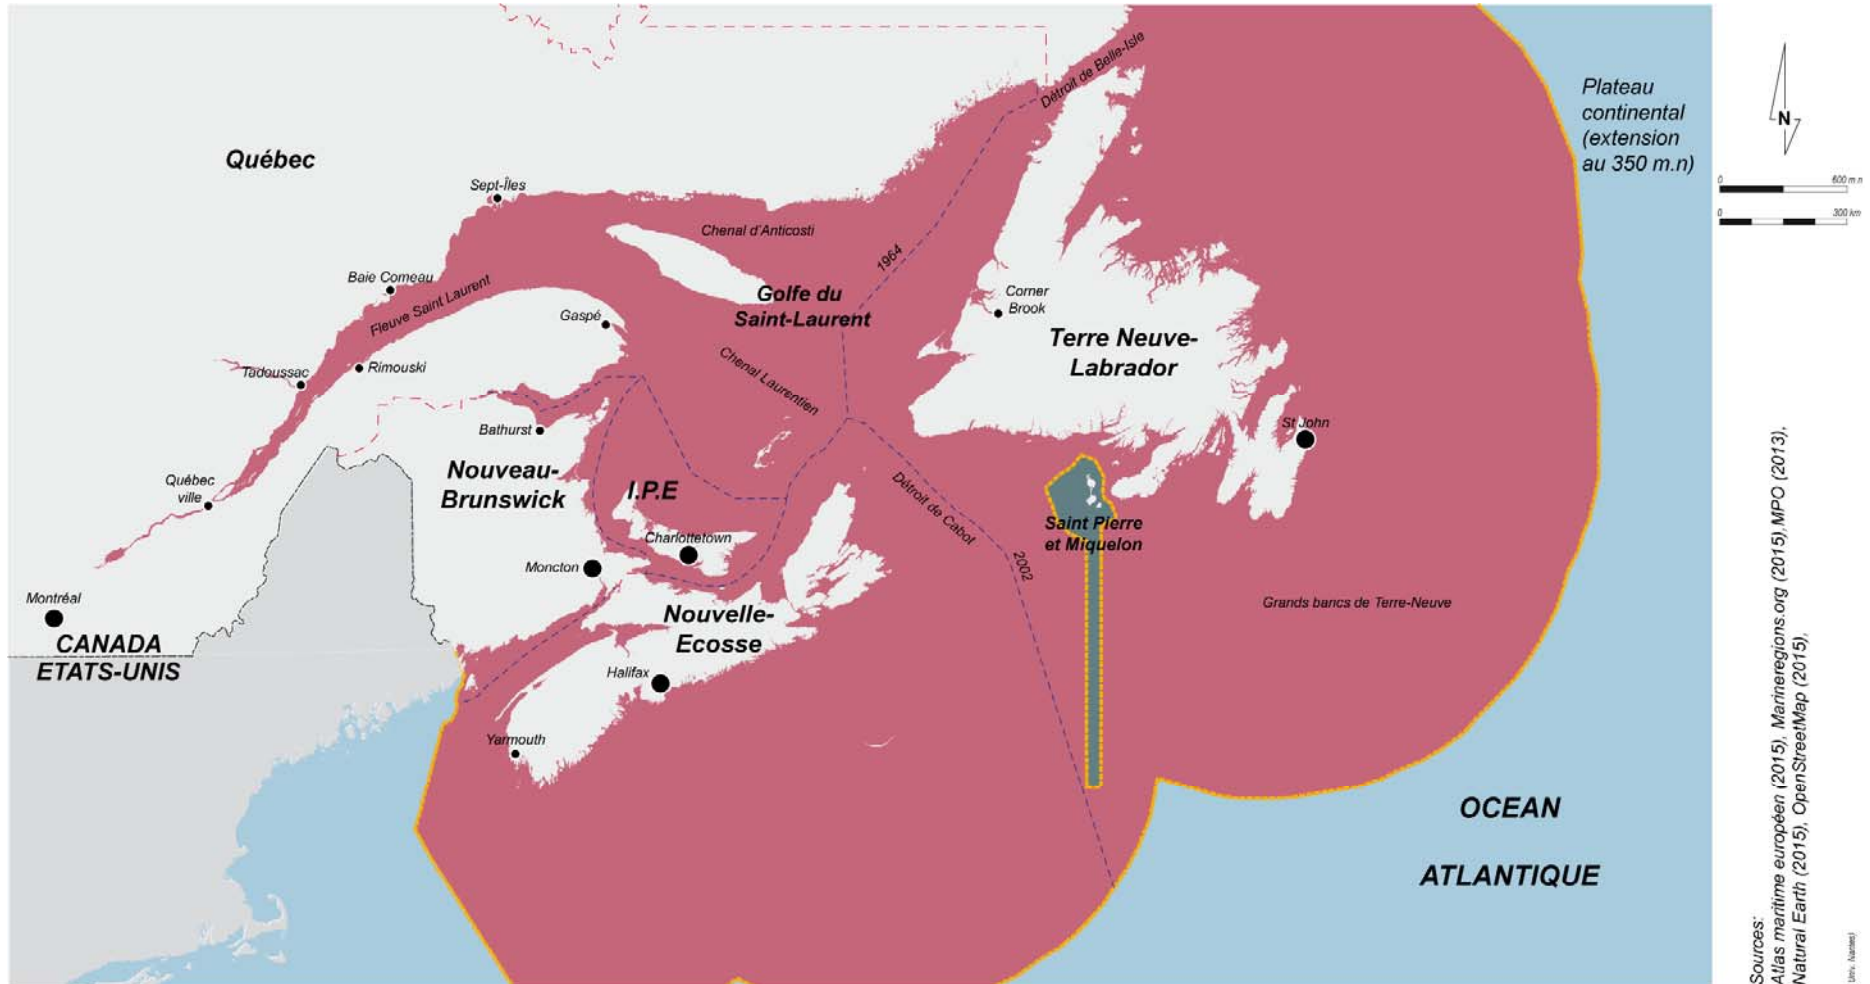 Plateau
continental
(extension
au 350 m.n)
N
0 600 m n
0 300 km
Québec
Sept-Îles
Détroit de Belle-Isle
Chenal d'Anticosti
1964
Baie Comeau
Fleuve Saint Laurent
Golfe du
Saint-Laurent
Corner
Brook
Gaspé
Terre Neuve-
Labrador
Chenal Laurentien
Tadoussac
Rimouski
Bathurst
St John
Nouveau-
Brunswick
Québec
ville
I.P.E
Détroit de Cabot
Saint Pierre
et Miquelon
Charlottetown
Moncton
2002
Montréal
Nouvelle-
Ecosse
Grands bancs de Terre-Neuve
CANADA
ETATS-UNIS
Halifax
Yarmouth
OCEAN
ATLANTIQUE
Sources:
Atlas maritime européen (2015), Marineregions.org (2015),MPO (2013),
Natural Earth (2015), OpenStreetMap (2015),
Univ. Nantes)